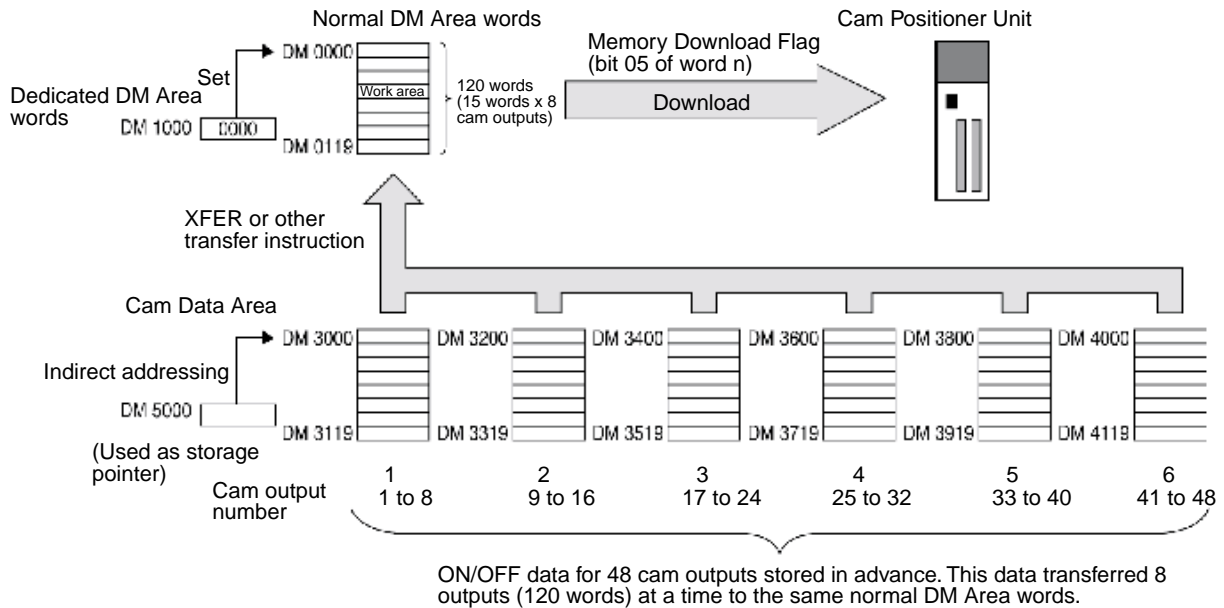 Normal DM Area words
Cam Positioner Unit
DM 0000
Memory Download Flag
(bit 05 of word n)
Set
Dedicated DM Area
words
Work area
120 words
(15 words x 8
cam outputs)
Download
DM 1000
0000
DM 0119
XFER or other
transfer instruction
Cam Data Area
DM 3000
DM 3200
DM 3400
DM 3600
DM 3800
DM 4000
Indirect addressing
DM 5000
DM 3119
DM 3319
DM 3519
DM 3719
DM 3919
DM 4119
(Used as storage
pointer)
1 2 3 4 5 6
Cam output
number
1 to 8 9 to 16 17 to 24 25 to 32 33 to 40 41 to 48
ON/OFF data for 48 cam outputs stored in advance. This data transferred 8
outputs (120 words) at a time to the same normal DM Area words.